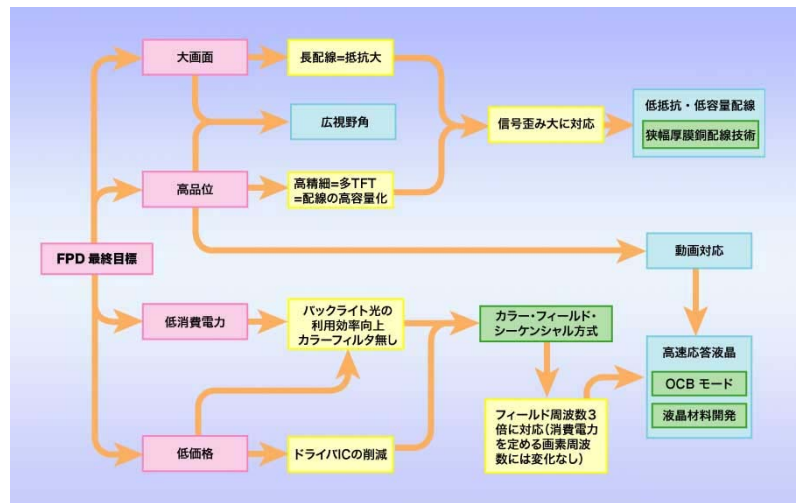 大画面
長配線=抵抗大
広視野角
信号歪み大に対応
低抵抗・低容量配線
狭幅厚膜銅配線技術
高品位
高精細=多TFT
=配線の高容量化
FPD 最終目標
動画対応
低消費電力
バックライト光の
利用効率向上
カラーフィルタ無し
カラー・フィールド・
シーケンシャル方式
高速応答液晶
OCB モード
液晶材料開発
フィールド周波数3
倍に対応(消費電力
を定める画素周波
数には変化なし)
低価格
ドライバICの削減